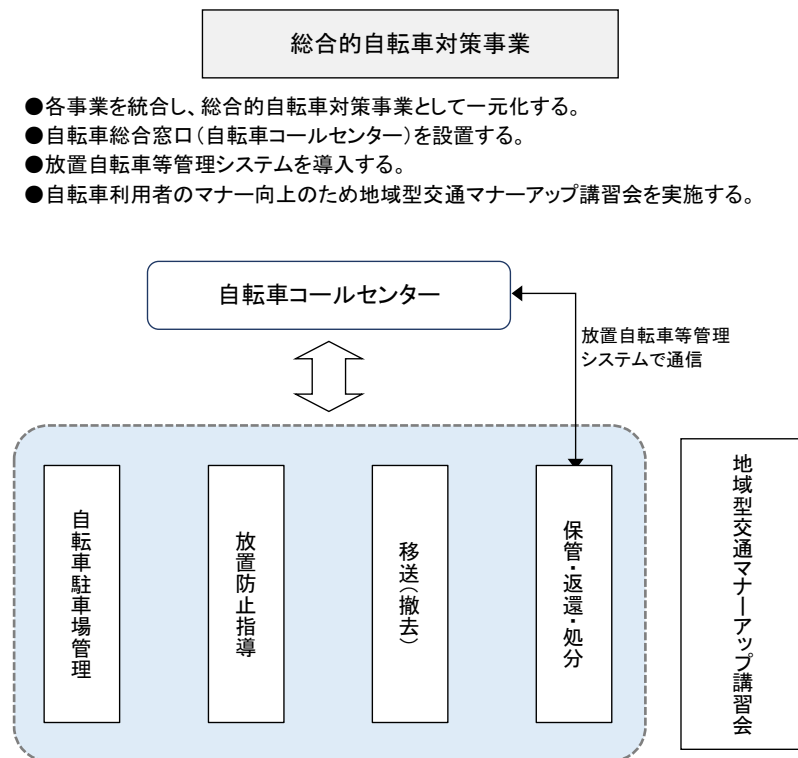 総合的自転車対策事業
●各事業を統合し、総合的自転車対策事業として一元化する。
●自転車総合窓口(自転車コールセンター)を設置する。
●放置自転車等管理システムを導入する。
●自転車利用者のマナー向上のため地域型交通マナーアップ講習会を実施する。
自転車コールセンター
放置自転車等管理
システムで通信
自転車駐車場管理
放置防止指導
移送(撤去)
保管・返還・処分
地域型交通マナーアップ講習会